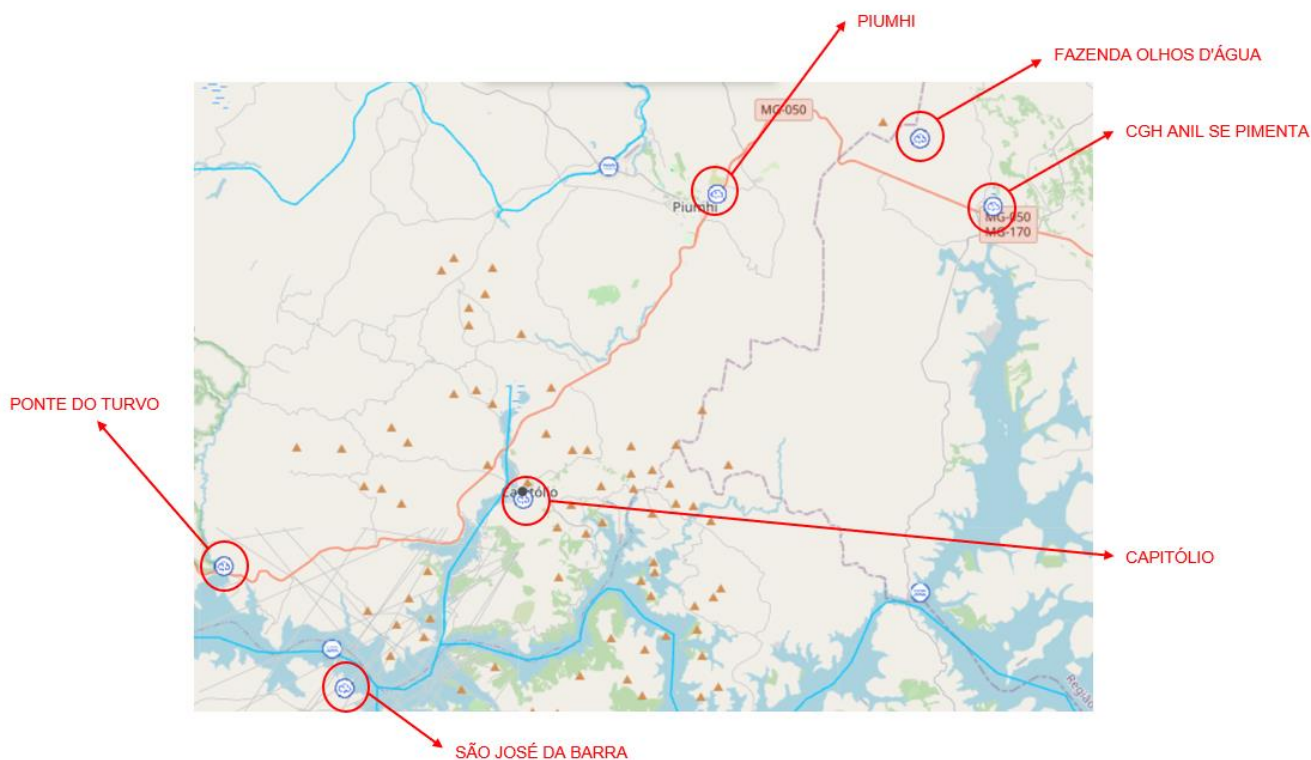 PIUMHI
FAZENDA OLHOS D'ÁGUA
MG-050
CGH ANIL SE PIMENTA
Piumhi
MG-050
MG-170
PONTE DO TURVO
Capitólio
CAPITÓLIO
Região
SÃO JOSÉ DA BARRA